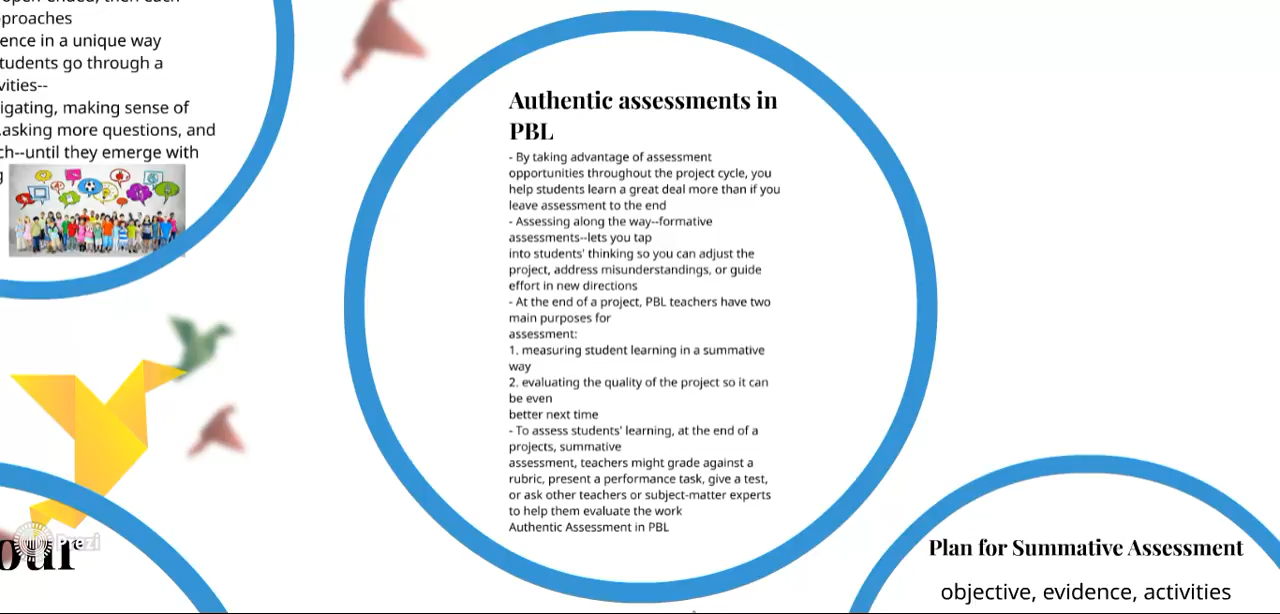 proaches
ence in a unique way
tudents go through a
vities--
igating, making sense of
.asking more questions, and
ch--until they emerge with
g
Authentic assessments in
PBL
- By taking advantage of assessment
opportunities throughout the project cycle, you
help students learn a great deal more than if you
leave assessment to the end
- Assessing along the way--formative
assessments--lets you tap
into students' thinking so you can adjust the
project, address misunderstandings, or guide
effort in new directions
- At the end of a project, PBL teachers have two
main purposes for
assessment:
1. measuring student learning in a summative
way
2. evaluating the quality of the project so it can
be even
better next time
- To assess students' learning, at the end of a
projects, summative
assessment, teachers might grade against a
rubric, present a performance task, give a test,
or ask other teachers or subject-matter experts
to help them evaluate the work
Authentic Assessment in PBL
our
Prezi
Plan for Summative Assessment
objective, evidence, activities